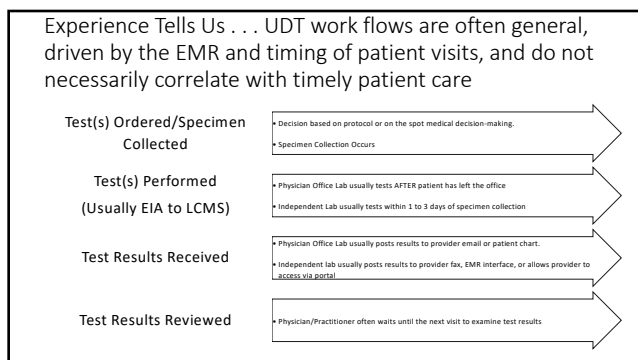 Experience Tells Us . . . UDT work flows are often general,
driven by the EMR and timing of patient visits, and do not
necessarily correlate with timely patient care
Test(s) Ordered/Specimen
Collected
• Decision based on protocol or on the spot medical decision-making.
• Specimen Collection Occurs
Test(s) Performed
(Usually EIA to LCMS)
• Physician Office Lab usually tests AFTER patient has left the office
• Independent Lab usually tests within 1 to 3 days of specimen collection
Test Results Received
• Physician Office Lab usually posts results to provider email or patient chart.
• Independent lab usually posts results to provider fax, EMR interface, or allows provider to
access via portal
Test Results Reviewed
• Physician/Practitioner often waits until the next visit to examine test results